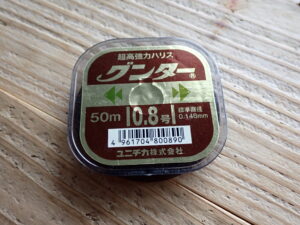 超高強力ハリス
グンター®
50m 0.8号 標準直径
0.148mm
4 961704 800890
ユニチカ株式会社